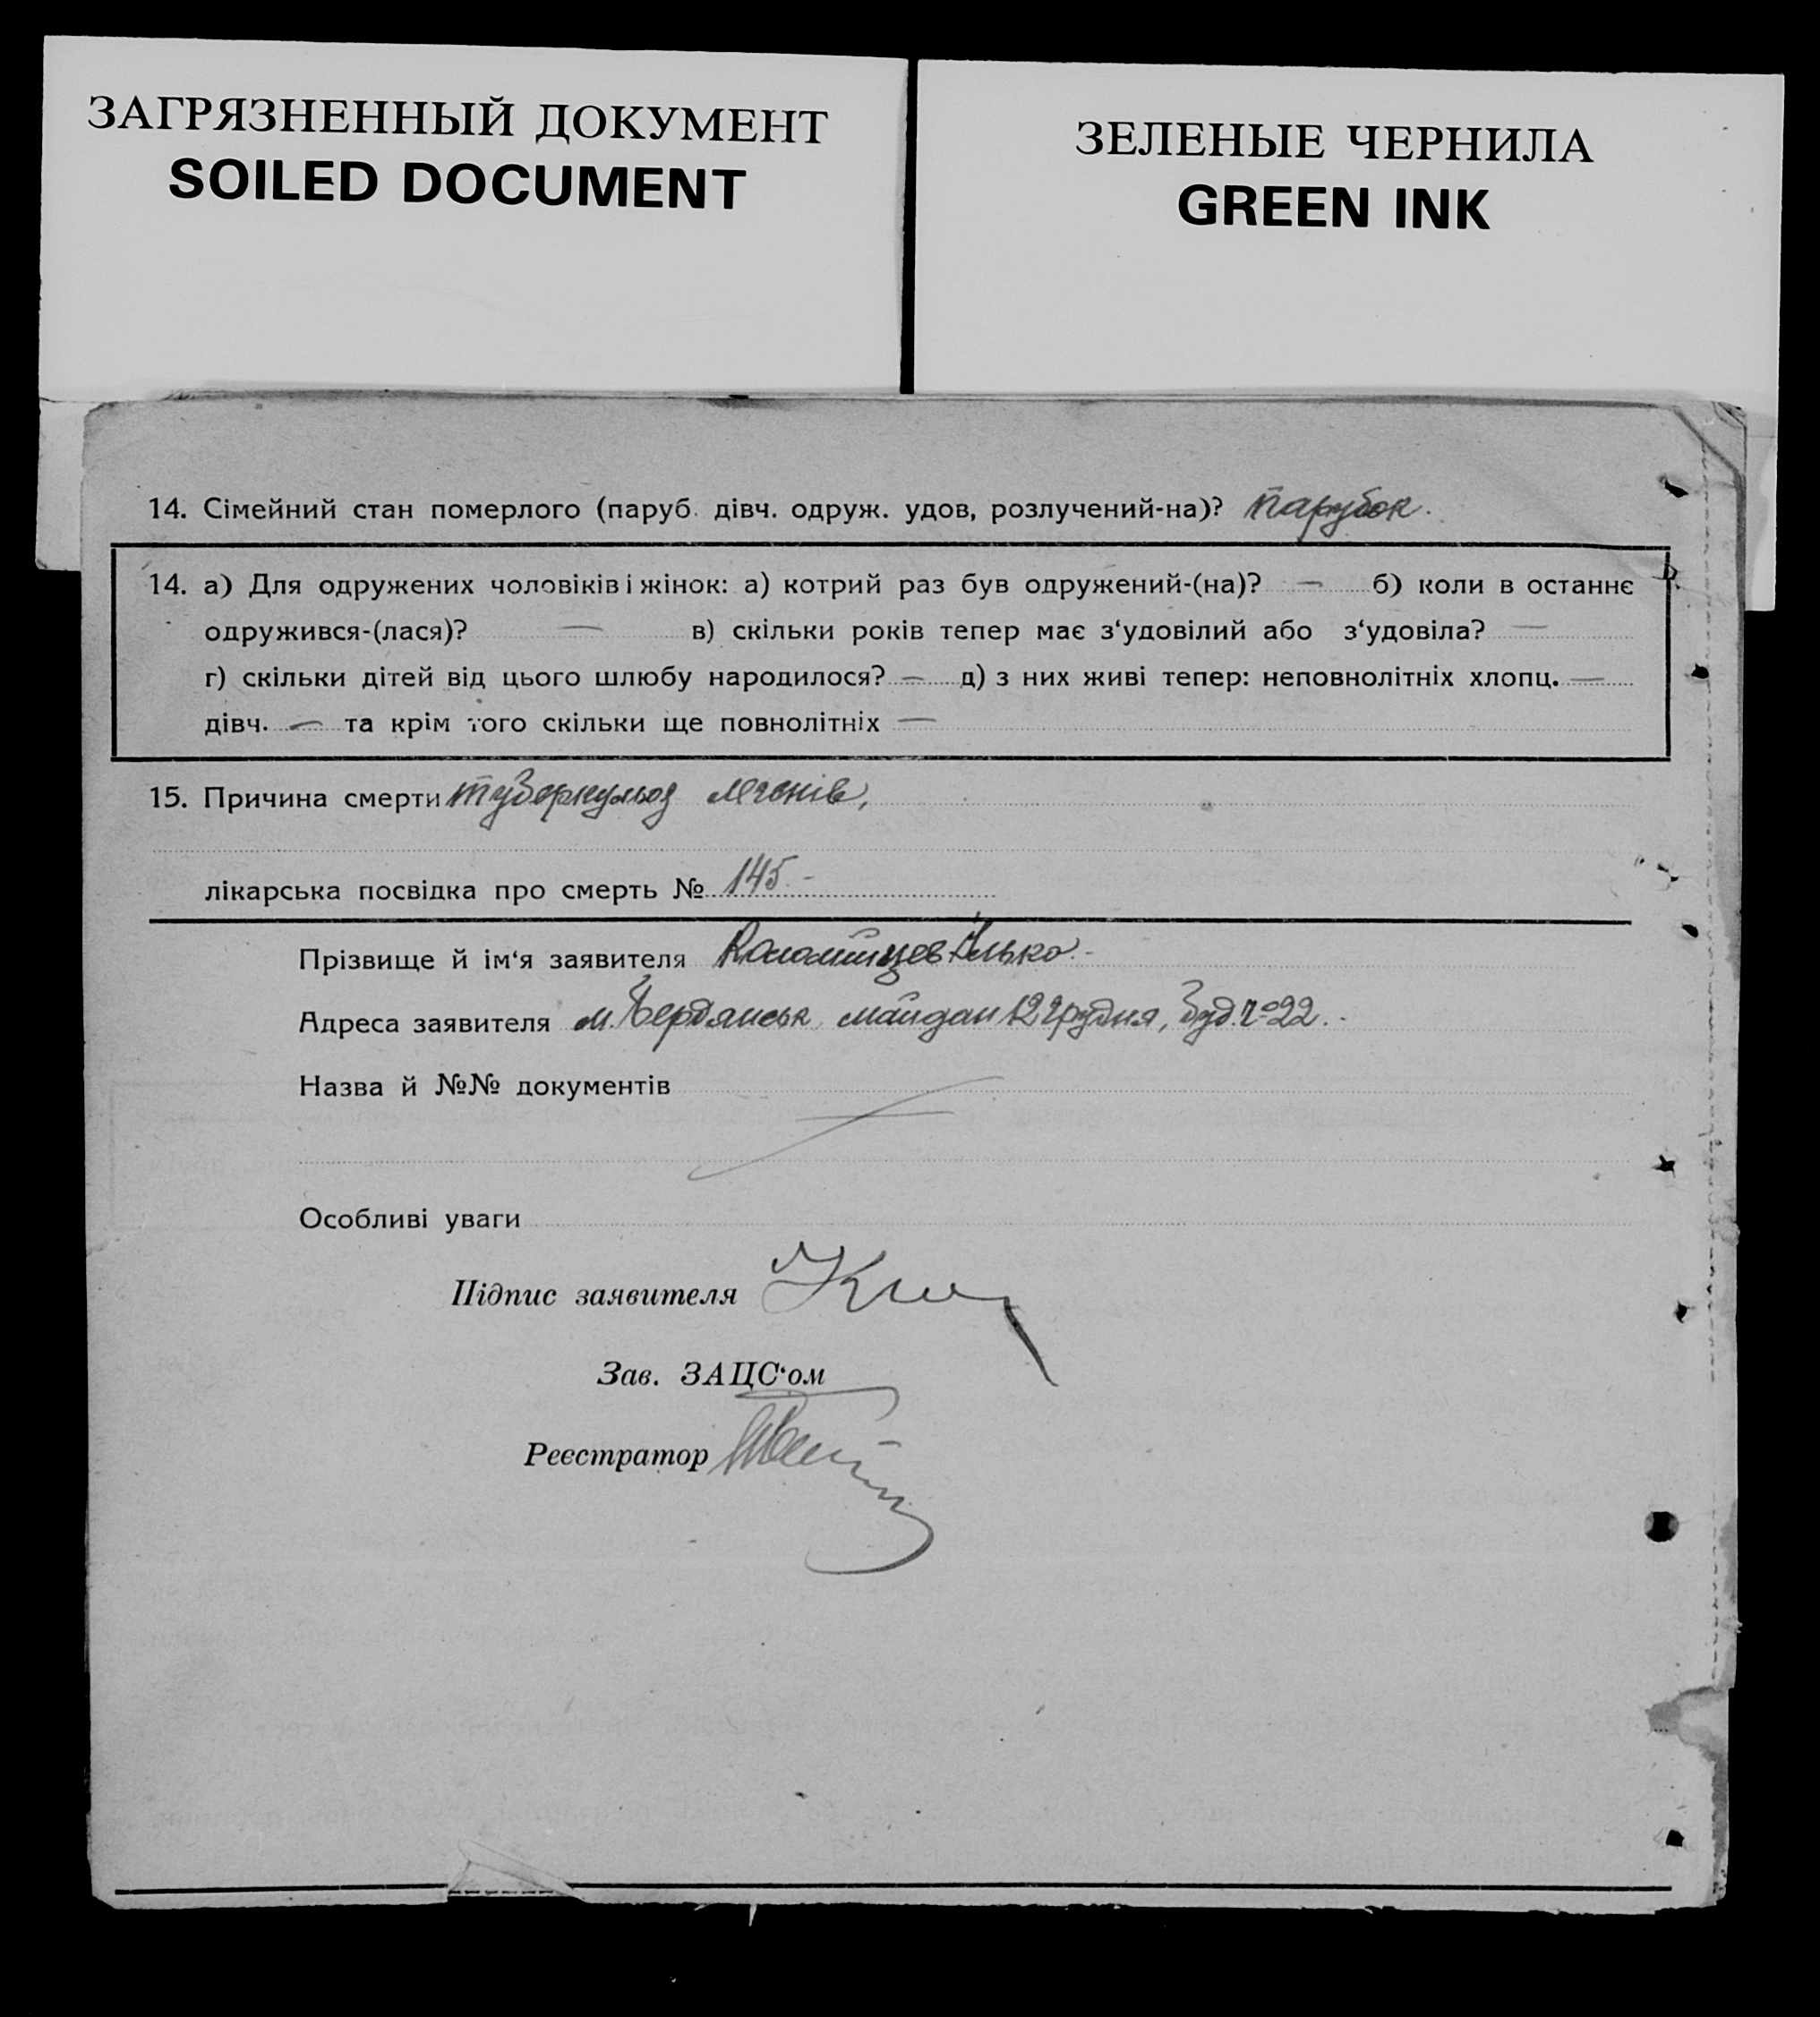 ЗАГРЯЗНЕННЫЙ ДОКУМЕНТ
SOILED DOCUMENT
ЗЕЛЕНЫЕ ЧЕРНИЛА
GREEN INK
14. Сімейний стан померлого (паруб. дівч. одруж. удов, розлучений-на)? парубок.
14. а) Для одружених чоловіків і жінок: а) котрий раз був одружений-(на)? — б) коли в останнє
одружився-(лася)? — в) скільки років тепер має з‘удовілий або з‘удовіла? —
г) скільки дітей від цього шлюбу народилося? — д) з них живі тепер: неповнолітніх хлопц. —
дівч. — та крім того скільки ще повнолітніх —
15. Причина смерти туберкульоз легенів,
лікарська посвідка про смерть № 145 -
Прізвище й ім‘я заявителя Коломійцев Ілько -
Адреса заявителя м. Бердянськ майдан 12 грудня, буд. № 22. -
Назва й №№ документів
Особливі уваги
Підпис заявителя
Зав. ЗАЦС‘ом
Реєстратор